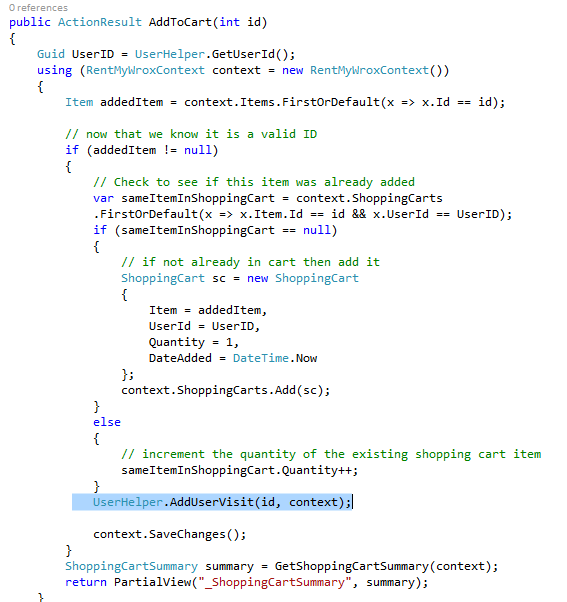 0 references
public ActionResult AddToCart(int id)
{
    Guid UserID = UserHelper.GetUserId();
    using (RentMyWroxContext context = new RentMyWroxContext())
    {
        Item addedItem = context.Items.FirstOrDefault(x => x.Id == id);

        // now that we know it is a valid ID
        if (addedItem != null)
        {
            // Check to see if this item was already added
            var sameItemInShoppingCart = context.ShoppingCarts
            .FirstOrDefault(x => x.Item.Id == id && x.UserId == UserID);
            if (sameItemInShoppingCart == null)
            {
                // if not already in cart then add it
                ShoppingCart sc = new ShoppingCart
                {
                    Item = addedItem,
                    UserId = UserID,
                    Quantity = 1,
                    DateAdded = DateTime.Now
                };
                context.ShoppingCarts.Add(sc);
            }
            else
            {
                // increment the quantity of the existing shopping cart item
                sameItemInShoppingCart.Quantity++;
            }
            UserHelper.AddUserVisit(id, context);

            context.SaveChanges();
        }
        ShoppingCartSummary summary = GetShoppingCartSummary(context);
        return PartialView("_ShoppingCartSummary", summary);
    }